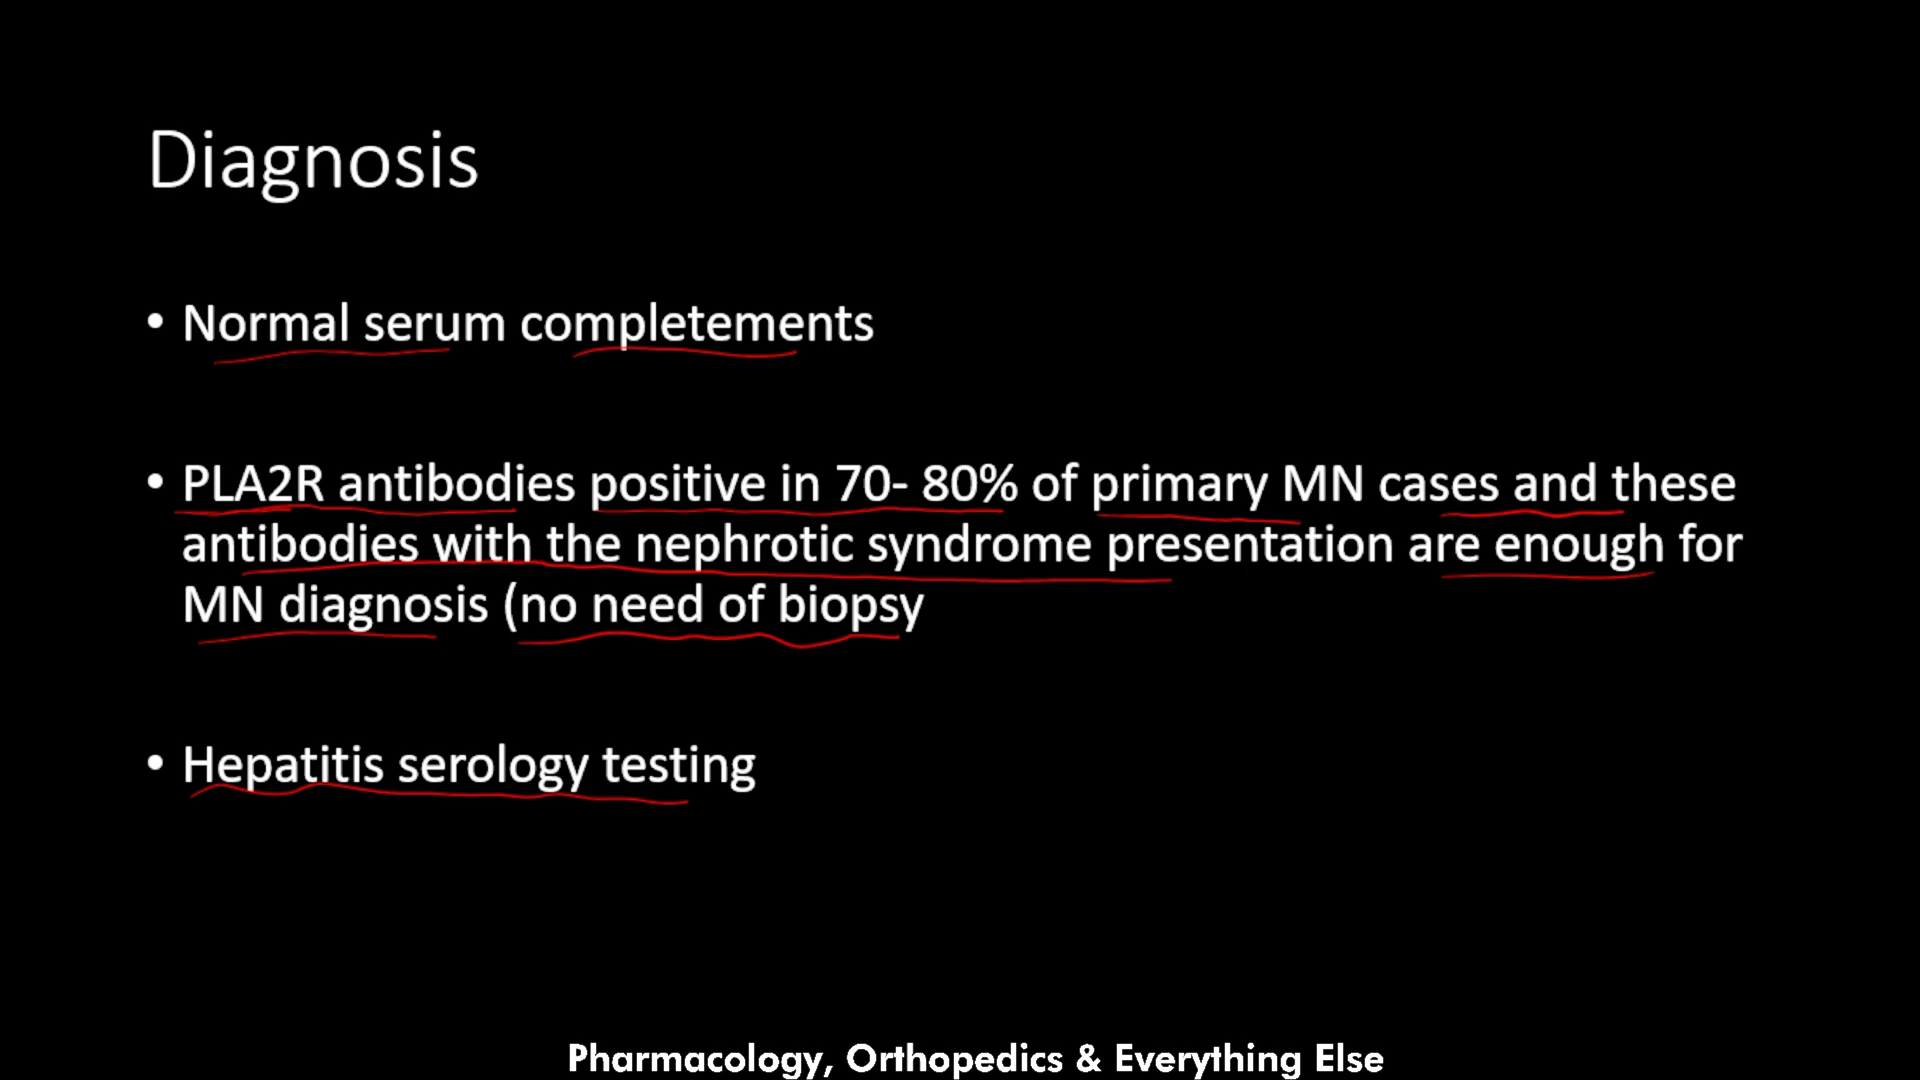 Diagnosis
• Normal serum completements
• PLA2R antibodies positive in 70- 80% of primary MN cases and these
antibodies with the nephrotic syndrome presentation are enough for
MN diagnosis (no need of biopsy
• Hepatitis serology testing
Pharmacology, Orthopedics & Everything Else